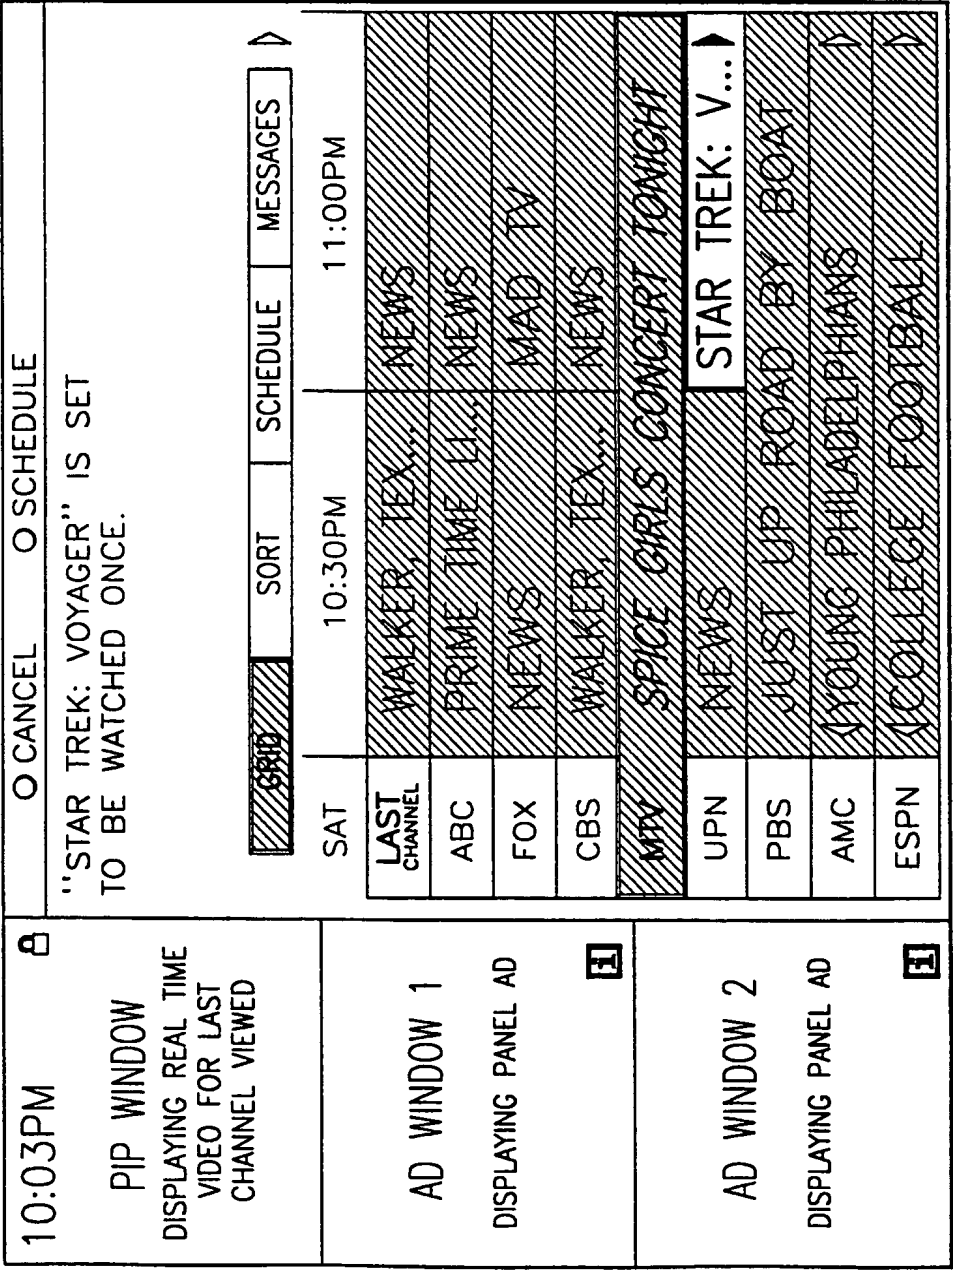 10:03PM
PIP WINDOW
DISPLAYING REAL TIME
VIDEO FOR LAST
CHANNEL VIEWED
AD WINDOW 1
DISPLAYING PANEL AD
i
AD WINDOW 2
DISPLAYING PANEL AD
i
O CANCEL O SCHEDULE
"STAR TREK: VOYAGER" IS SET
TO BE WATCHED ONCE.
GRID SORT SCHEDULE MESSAGES
SAT 10:30PM 11:00PM
LAST CHANNEL WALKER, TEX... NEWS
ABC PRIME TIME LI... NEWS
FOX NEWS MAD TV
CBS WALKER, TEX... NEWS
MTV SPICE GIRLS CONCERT TONIGHT
UPN NEWS STAR TREK: V...
PBS JUST UP ROAD BY BOAT
AMC YOUNG PHILADELPHIANS
ESPN COLLEGE FOOTBALL